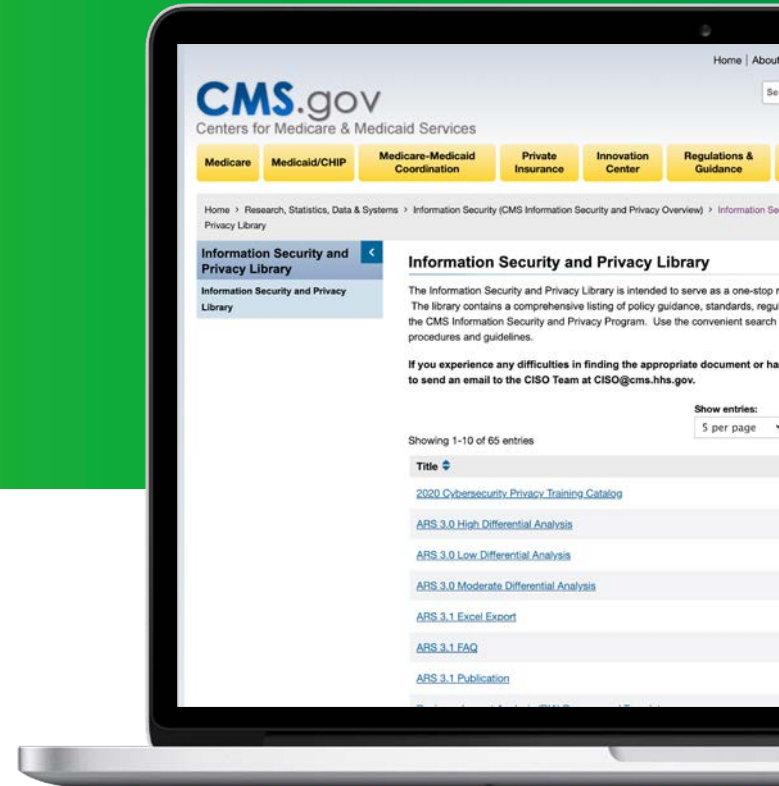 Home | About
CMS.gov
Centers for Medicare & Medicaid Services
Medicare
Medicaid/CHIP
Medicare-Medicaid
Coordination
Private
Insurance
Innovation
Center
Regulations &
Guidance
Home > Research, Statistics, Data & Systems > Information Security (CMS Information Security and Privacy Overview) > Information
Privacy Library
Information Security and
Privacy Library
Information Security and Privacy
Library
Information Security and Privacy Library
The Information Security and Privacy Library is intended to serve as a one-stop
The library contains a comprehensive listing of policy guidance, standards,
the CMS Information Security and Privacy Program. Use the convenient search
procedures and guidelines.
If you experience any difficulties in finding the appropriate document or
to send an email to the CISO Team at CISO@cms.hhs.gov.
Show entries:
5 per page
Showing 1-10 of 65 entries
Title
2020 Cybersecurity Privacy Training Catalog
ARS 3.0 High Differential Analysis
ARS 3.0 Low Differential Analysis
ARS 3.0 Moderate Differential Analysis
ARS 3.1 Excel Export
ARS 3.1 FAQ
ARS 3.1 Publication